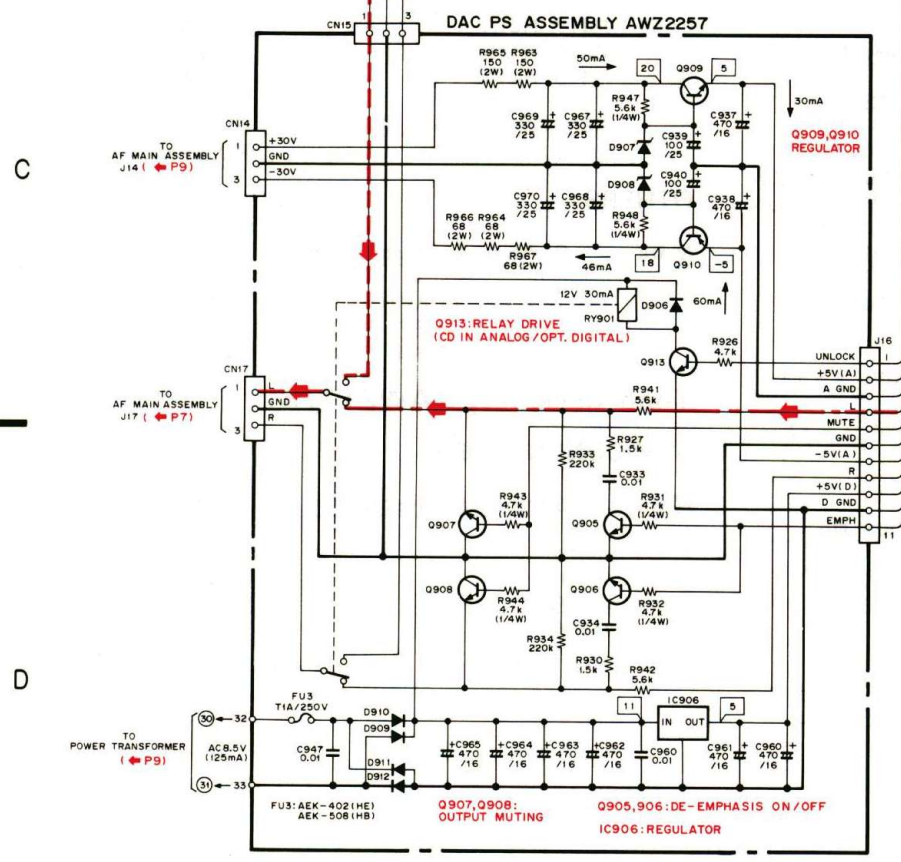 DAC PS ASSEMBLY AWZ2257
CN15
1
3
R965
150
(2W)
R963
150
(2W)
50mA
20
Q909
5
30mA
R947
5.6k
(1/4W)
C969
330
/25
C967
330
/25
D907
C939
100
/25
C937
470
/16
Q909,Q910
REGULATOR
C
TO
AF MAIN ASSEMBLY
J14 ( P9)
CN14
1
+30V
GND
3
-30V
D908
C940
100
/25
C970
330
/25
C968
330
/25
R948
5.6k
(1/4W)
C938
470
/16
R966
68
(2W)
R964
68
(2W)
R967
68(2W)
46mA
18
Q910
-5
12V 30mA
RY901
D906
60mA
Q913:RELAY DRIVE
(CD IN ANALOG/OPT. DIGITAL)
Q913
R926
4.7k
J16
UNLOCK
1
+5V(A)
A GND
L
MUTE
GND
-5V(A)
R
+5V(D)
D GND
EMPH
11
TO
AF MAIN ASSEMBLY
J17 ( P7)
CN17
1
L
GND
R
3
R941
5.6k
R927
1.5k
R933
220k
C933
0.01
R943
4.7k
(1/4W)
R931
4.7k
(1/4W)
Q907
Q905
Q908
Q906
R944
4.7k
(1/4W)
R932
4.7k
(1/4W)
C934
0.01
R934
220k
R930
1.5k
R942
5.6k
D
TO
POWER TRANSFORMER
( P9)
30
32
AC8.5V
(125mA)
31
33
FU3
T1A/250V
C947
0.01
D910
D909
D911
D912
C965
470
/16
C964
470
/16
C963
470
/16
C962
470
/16
11
C960
0.01
IC906
IN OUT
5
C961
470
/16
C960
470
/16
FU3:AEK-402(HE)
AEK-508(HB)
Q907,Q908:
OUTPUT MUTING
Q905,906:DE-EMPHASIS ON/OFF
IC906:REGULATOR